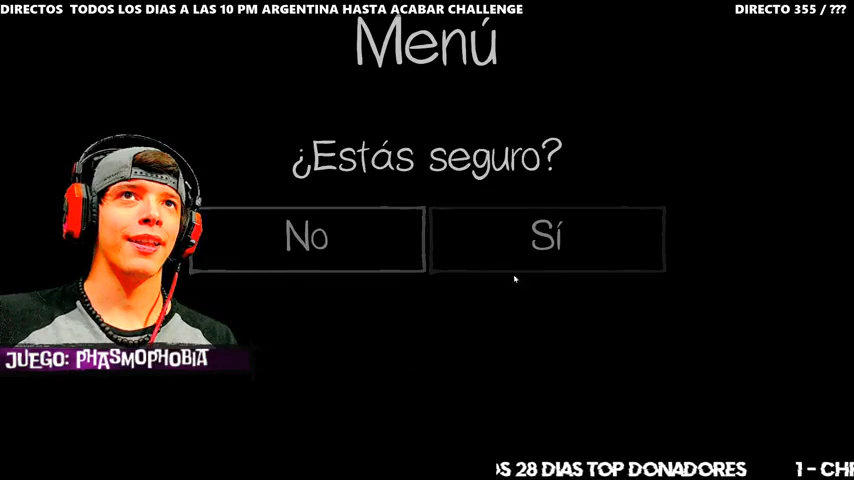 DIRECTOS TODOS LOS DIAS A LAS 10 PM ARGENTINA HASTA ACABAR CHALLENGE
DIRECTO 355 / ???
Menú
¿Estás seguro?
No
Sí
JUEGO: PHASMOPHOBIA
28 DIAS TOP DONADORES
1 -